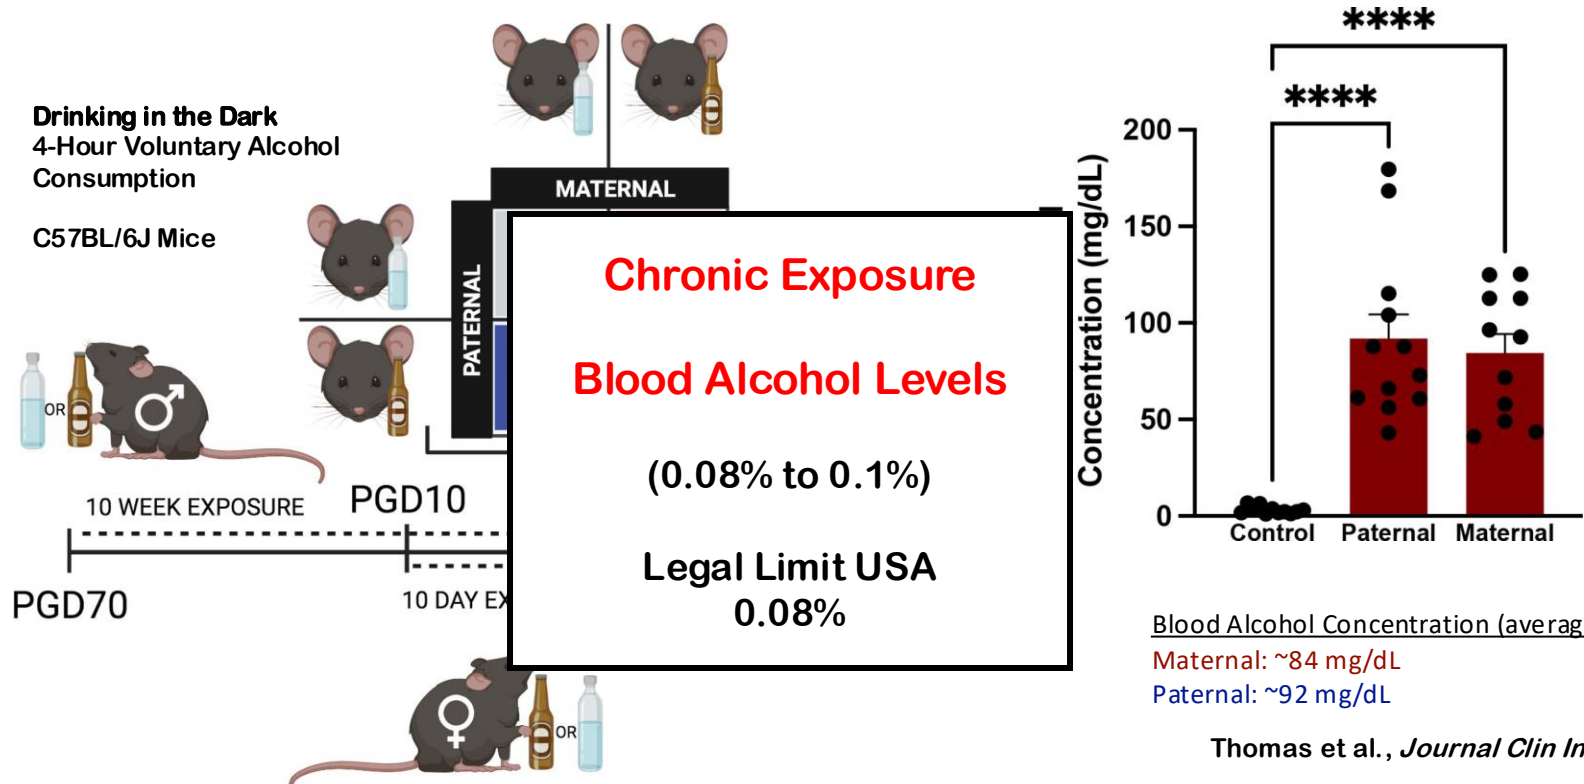 Drinking in the Dark
4-Hour Voluntary Alcohol
Consumption
C57BL/6J Mice
MATERNAL
PATERNAL
OR
10 WEEK EXPOSURE
PGD10
PGD70
10 DAY
OR
Chronic Exposure
Blood Alcohol Levels
(0.08% to 0.1%)
Legal Limit USA
0.08%
****
****
Concentration (mg/dL)
200
150
100
50
0
Control Paternal Maternal
Blood Alcohol Concentration
Maternal: ~84 mg/dL
Paternal: ~92 mg/dL
Thomas et al., Journal Clin